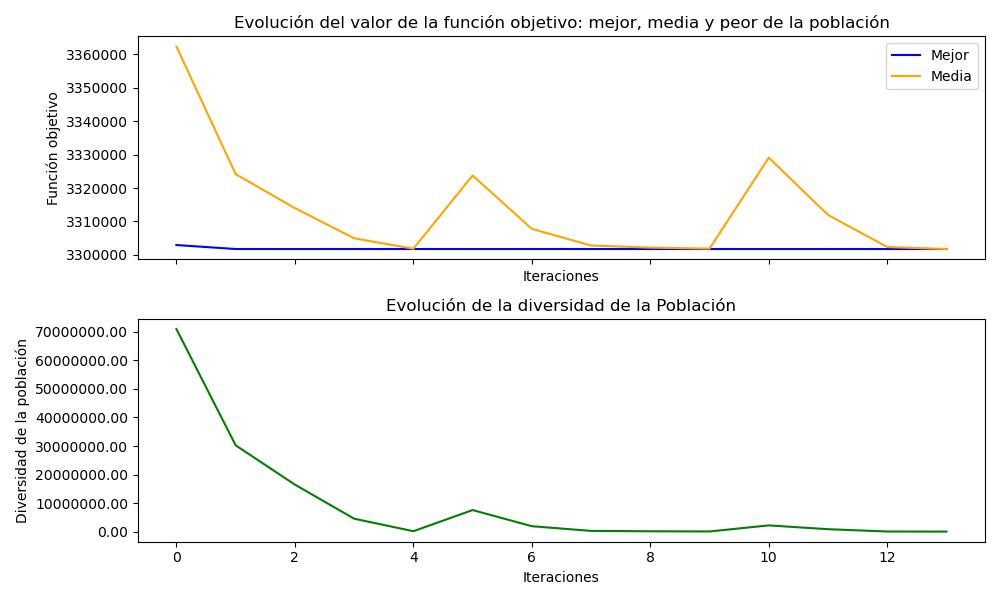 Evolución del valor de la función objetivo: mejor, media y peor de la población
Función objetivo
3360000
3350000
3340000
3330000
3320000
3310000
3300000
Mejor
Media
Iteraciones
Evolución de la diversidad de la Población
Diversidad de la población
70000000.00
60000000.00
50000000.00
40000000.00
30000000.00
20000000.00
10000000.00
0.00
0 2 4 6 8 10 12
Iteraciones